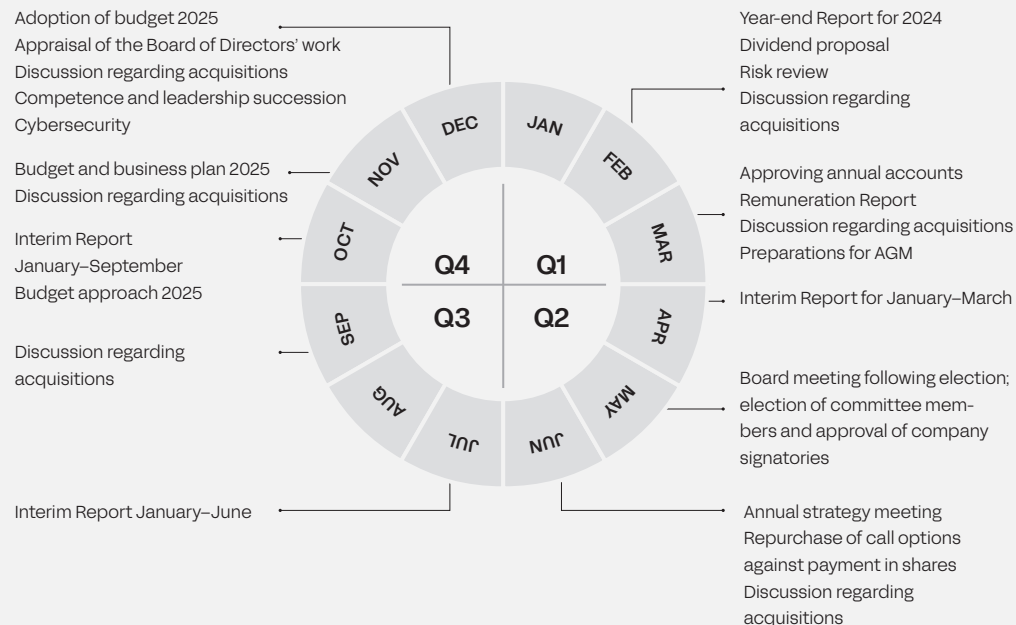 Adoption of budget 2025
Appraisal of the Board of Directors' work
Discussion regarding acquisitions
Competence and leadership succession
Cybersecurity
Budget and business plan 2025
Discussion regarding acquisitions
Interim Report
January–September
Budget approach 2025
Discussion regarding
acquisitions
Interim Report January–June
DEC
JAN
NOV
FEB
OCT
MAR
Q4
Q1
Q3
Q2
SEP
APR
AUG
MAY
JUL
JUN
Year-end Report for 2024
Dividend proposal
Risk review
Discussion regarding
acquisitions
Approving annual accounts
Remuneration Report
Discussion regarding acquisitions
Preparations for AGM
Interim Report for January–March
Board meeting following election;
election of committee mem-
bers and approval of company
signatories
Annual strategy meeting
Repurchase of call options
against payment in shares
Discussion regarding
acquisitions